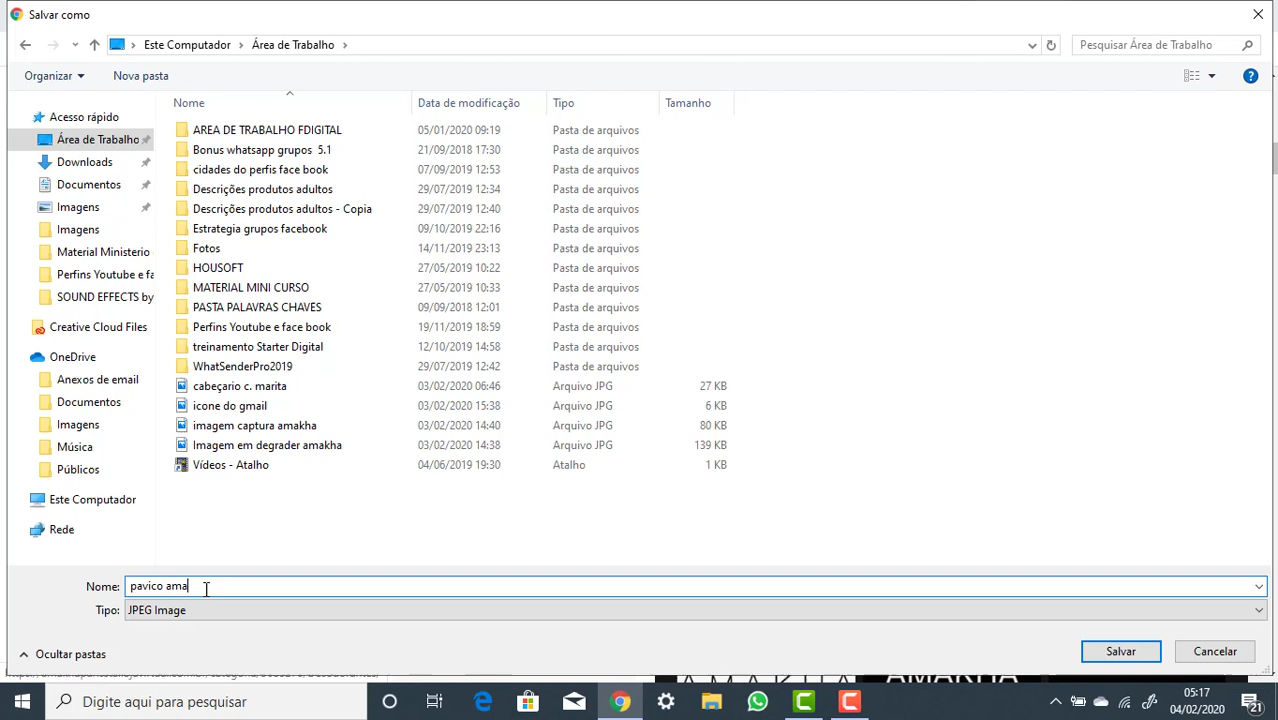 Salvar como
Este Computador
Área de Trabalho
Pesquisar Área de Trabalho
Organizar
Nova pasta
Nome
Data de modificação
Tipo
Tamanho
Acesso rápido
Área de Trabalho
Downloads
Documentos
Imagens
Imagens
Material Ministerio
Perfins Youtube e fa
SOUND EFFECTS by
Creative Cloud Files
OneDrive
Anexos de email
Documentos
Imagens
Música
Públicos
Este Computador
Rede
AREA DE TRABALHO FDIGITAL 05/01/2020 09:19 Pasta de arquivos
Bonus whatsapp grupos 5.1 21/09/2018 17:30 Pasta de arquivos
cidades do perfis face book 07/09/2019 12:53 Pasta de arquivos
Descrições produtos adultos 29/07/2019 12:34 Pasta de arquivos
Descrições produtos adultos - Copia 29/07/2019 12:40 Pasta de arquivos
Estrategia grupos facebook 09/10/2019 22:16 Pasta de arquivos
Fotos 14/11/2019 23:13 Pasta de arquivos
HOUSOFT 27/05/2019 10:22 Pasta de arquivos
MATERIAL MINI CURSO 27/05/2019 10:33 Pasta de arquivos
PASTA PALAVRAS CHAVES 09/09/2018 12:01 Pasta de arquivos
Perfins Youtube e face book 19/11/2019 18:59 Pasta de arquivos
treinamento Starter Digital 12/10/2019 14:58 Pasta de arquivos
WhatSenderPro2019 29/07/2019 12:42 Pasta de arquivos
cabeçario c. marita 03/02/2020 06:46 Arquivo JPG 27 KB
icone do gmail 03/02/2020 15:38 Arquivo JPG 6 KB
imagem captura amakha 03/02/2020 14:40 Arquivo JPG 80 KB
Imagem em degrader amakha 03/02/2020 14:38 Arquivo JPG 139 KB
Vídeos - Atalho 04/06/2019 19:30 Atalho 1 KB
Nome: pavico ama
Tipo: JPEG Image
Ocultar pastas
Salvar
Cancelar
Digite aqui para pesquisar
05:17
04/02/2020
21